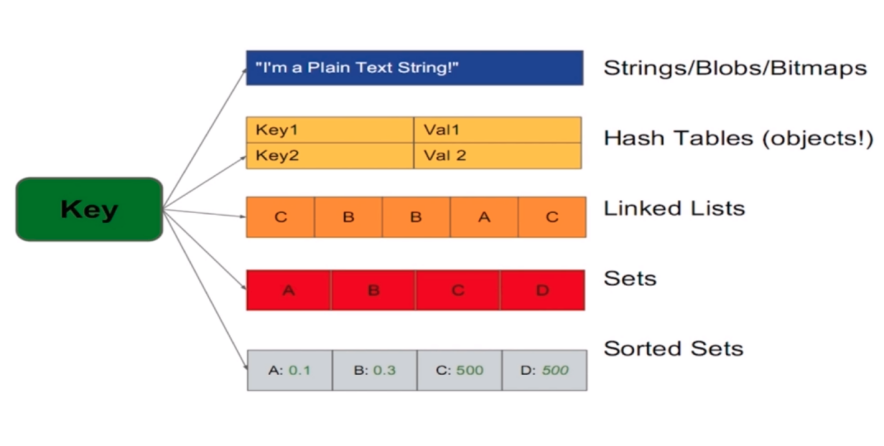 "I'm a Plain Text String!"
Strings/Blobs/Bitmaps
Key1 Val1
Key2 Val 2
Hash Tables (objects!)
Key
C B B A C
Linked Lists
A B C D
Sets
A: 0.1 B: 0.3 C: 500 D: 500
Sorted Sets